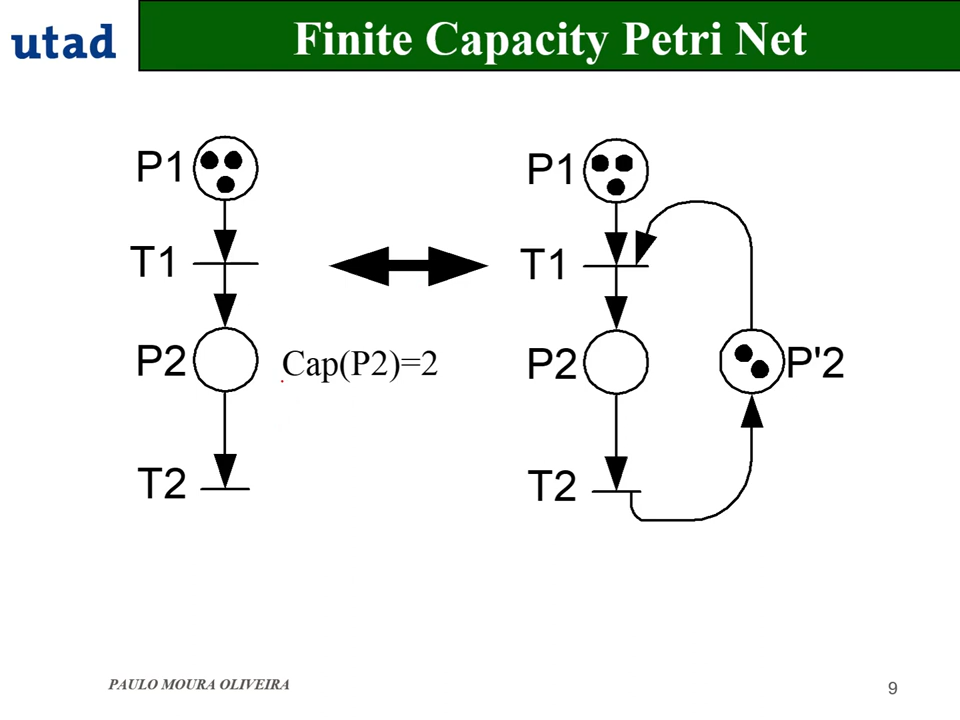 utad
Finite Capacity Petri Net
P1
T1
P2
Cap(P2)=2
T2
P1
T1
P2
P'2
T2
PAULO MOURA OLIVEIRA
9